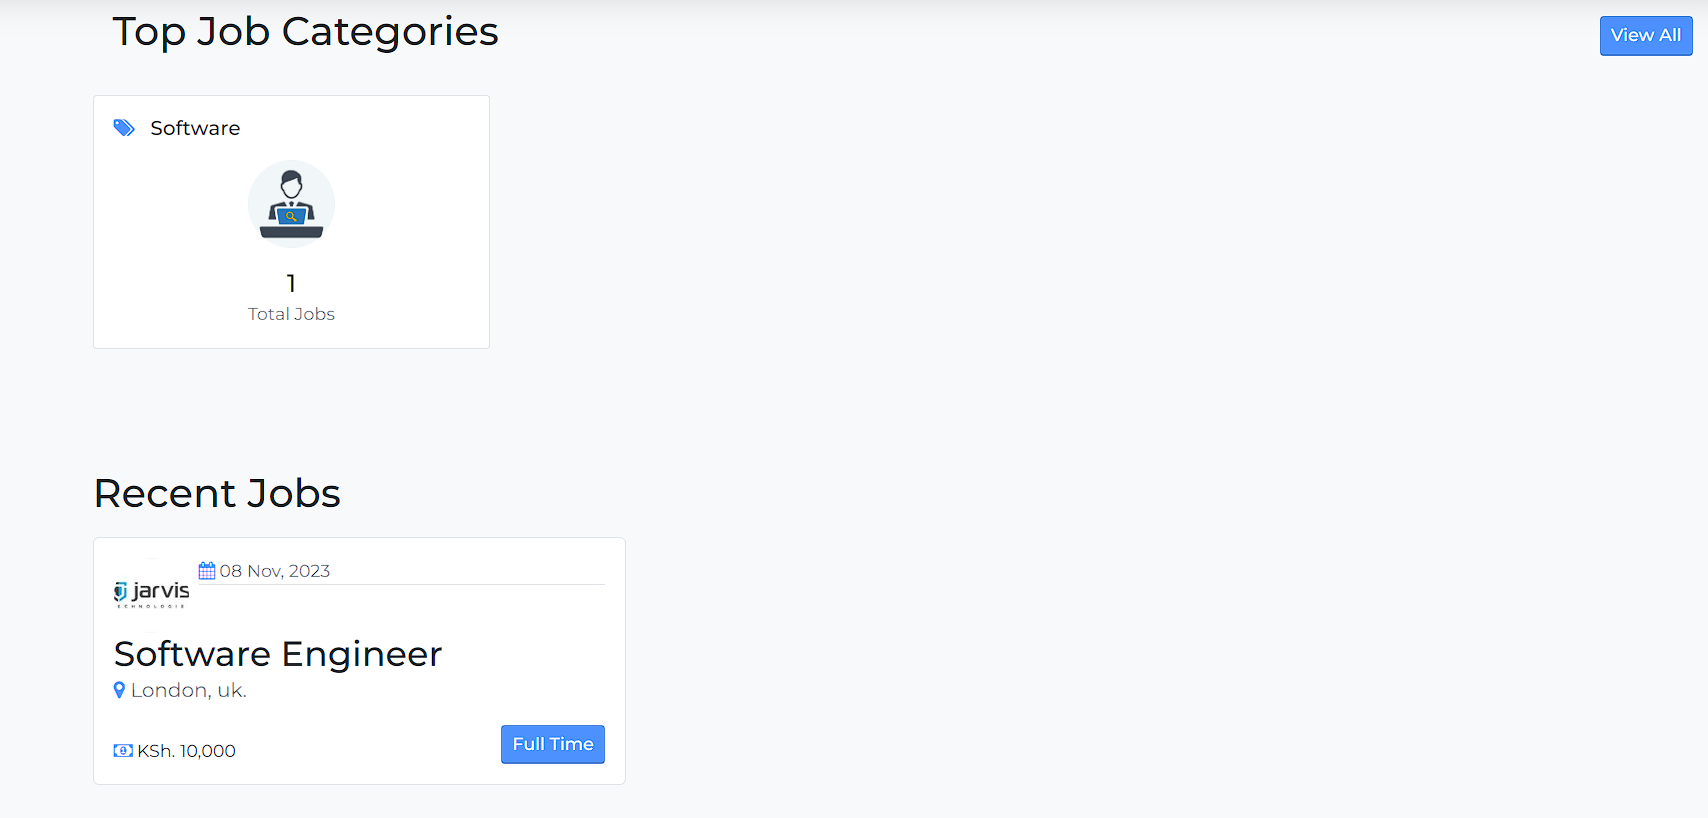 Top Job Categories
View All
Software
1
Total Jobs
Recent Jobs
08 Nov, 2023
jarvis
ECHNOLOGIE
Software Engineer
London, uk.
KSh. 10,000
Full Time